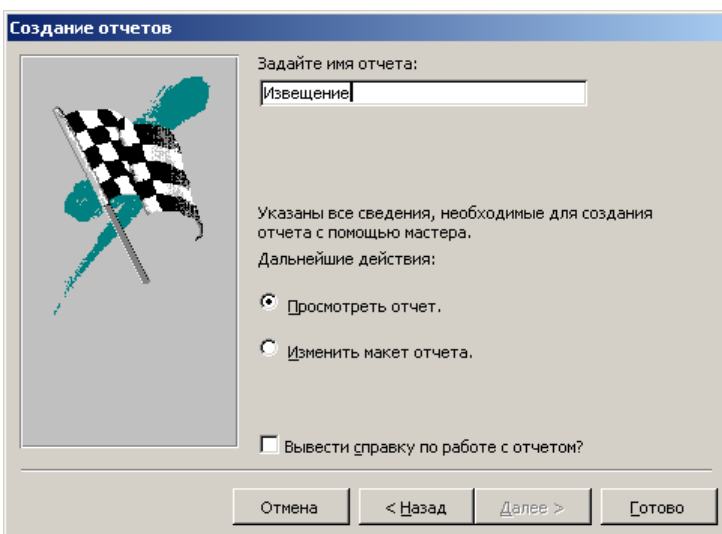 Создание отчетов
Задайте имя отчета:
Извещение
Указаны все сведения, необходимые для создания
отчета с помощью мастера.
Дальнейшие действия:
Просмотреть отчет.
Изменить макет отчета.
Вывести справку по работе с отчетом?
Отмена
< Назад
Далее >
Готово